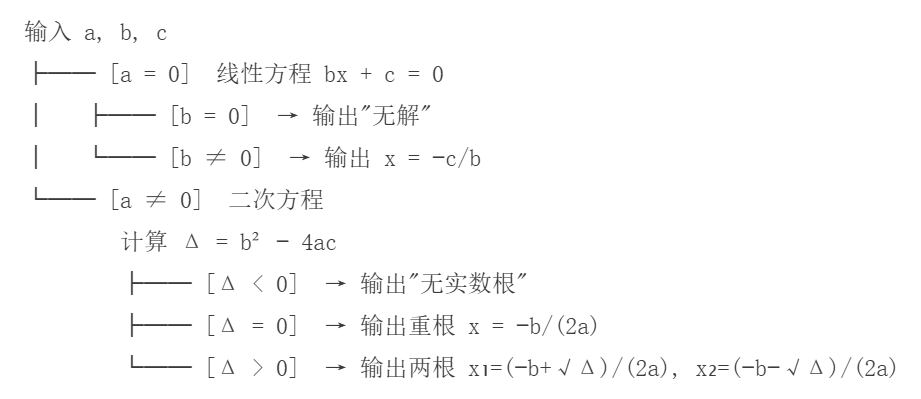 输入 a, b, c
├── [a = 0] 线性方程 bx + c = 0
│ ├── [b = 0] → 输出"无解"
│ └── [b ≠ 0] → 输出 x = -c/b
└── [a ≠ 0] 二次方程
计算 Δ = b² - 4ac
├── [Δ < 0] → 输出"无实数根"
├── [Δ = 0] → 输出重根 x = -b/(2a)
└── [Δ > 0] → 输出两根 x₁=(-b+√Δ)/(2a), x₂=(-b-√Δ)/(2a)